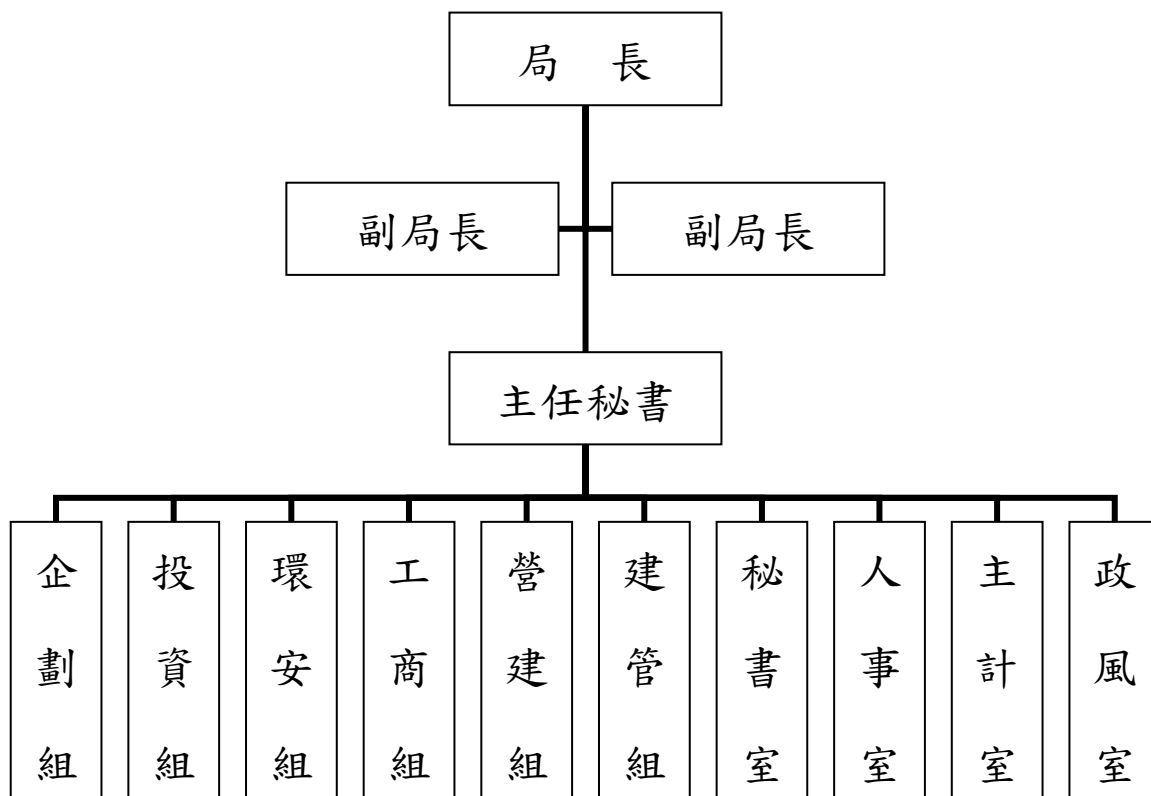 局　長
副局長
副局長
主任秘書
企劃組
投資組
環安組
工商組
營建組
建管組
秘書室
人事室
主計室
政風室